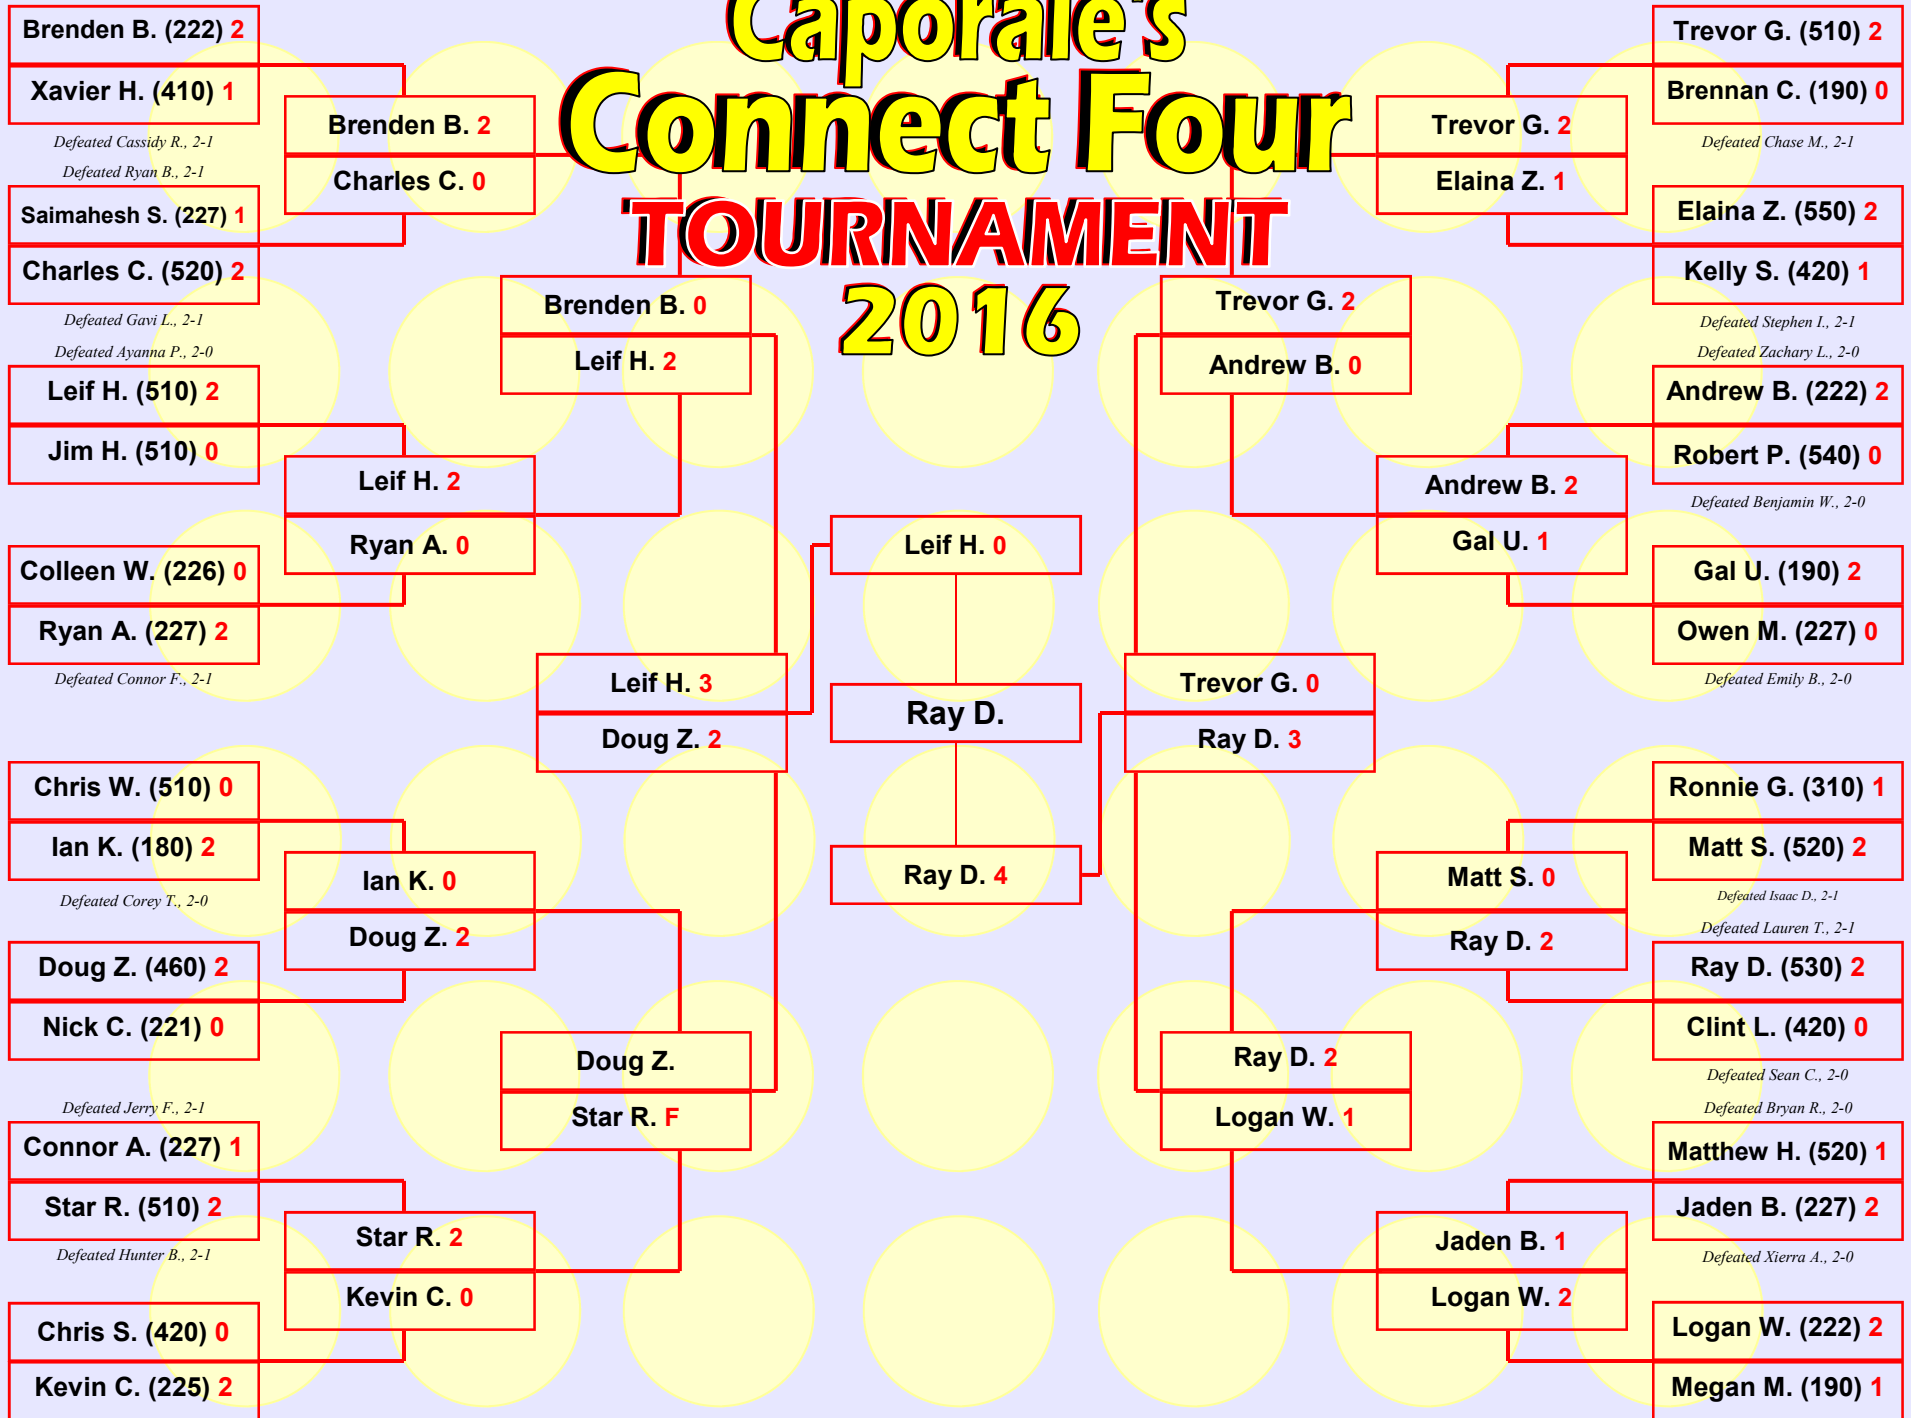 Caporale's
Connect Four
TOURNAMENT
2016
Brenden B. (222) 2
Xavier H. (410) 1
Defeated Cassidy R., 2-1
Defeated Ryan B., 2-1
Saimahesh S. (227) 1
Charles C. (520) 2
Defeated Gavi L., 2-1
Defeated Ayanna P., 2-0
Leif H. (510) 2
Jim H. (510) 0
Colleen W. (226) 0
Ryan A. (227) 2
Defeated Connor F., 2-1
Chris W. (510) 0
Ian K. (180) 2
Defeated Corey T., 2-0
Doug Z. (460) 2
Nick C. (221) 0
Defeated Jerry F., 2-1
Connor A. (227) 1
Star R. (510) 2
Defeated Hunter B., 2-1
Chris S. (420) 0
Kevin C. (225) 2
Brenden B. 2
Charles C. 0
Leif H. 2
Ryan A. 0
Ian K. 0
Doug Z. 2
Star R. 2
Kevin C. 0
Brenden B. 0
Leif H. 2
Doug Z.
Star R. F
Leif H. 3
Doug Z. 2
Leif H. 0
Ray D.
Ray D. 4
Trevor G. 0
Ray D. 3
Trevor G. 2
Andrew B. 0
Ray D. 2
Logan W. 1
Trevor G. 2
Elaina Z. 1
Andrew B. 2
Gal U. 1
Matt S. 0
Ray D. 2
Jaden B. 1
Logan W. 2
Trevor G. (510) 2
Brennan C. (190) 0
Defeated Chase M., 2-1
Elaina Z. (550) 2
Kelly S. (420) 1
Defeated Stephen I., 2-1
Defeated Zachary L., 2-0
Andrew B. (222) 2
Robert P. (540) 0
Defeated Benjamin W., 2-0
Gal U. (190) 2
Owen M. (227) 0
Defeated Emily B., 2-0
Ronnie G. (310) 1
Matt S. (520) 2
Defeated Isaac D., 2-1
Defeated Lauren T., 2-1
Ray D. (530) 2
Clint L. (420) 0
Defeated Sean C., 2-0
Defeated Bryan R., 2-0
Matthew H. (520) 1
Jaden B. (227) 2
Defeated Xierra A., 2-0
Logan W. (222) 2
Megan M. (190) 1